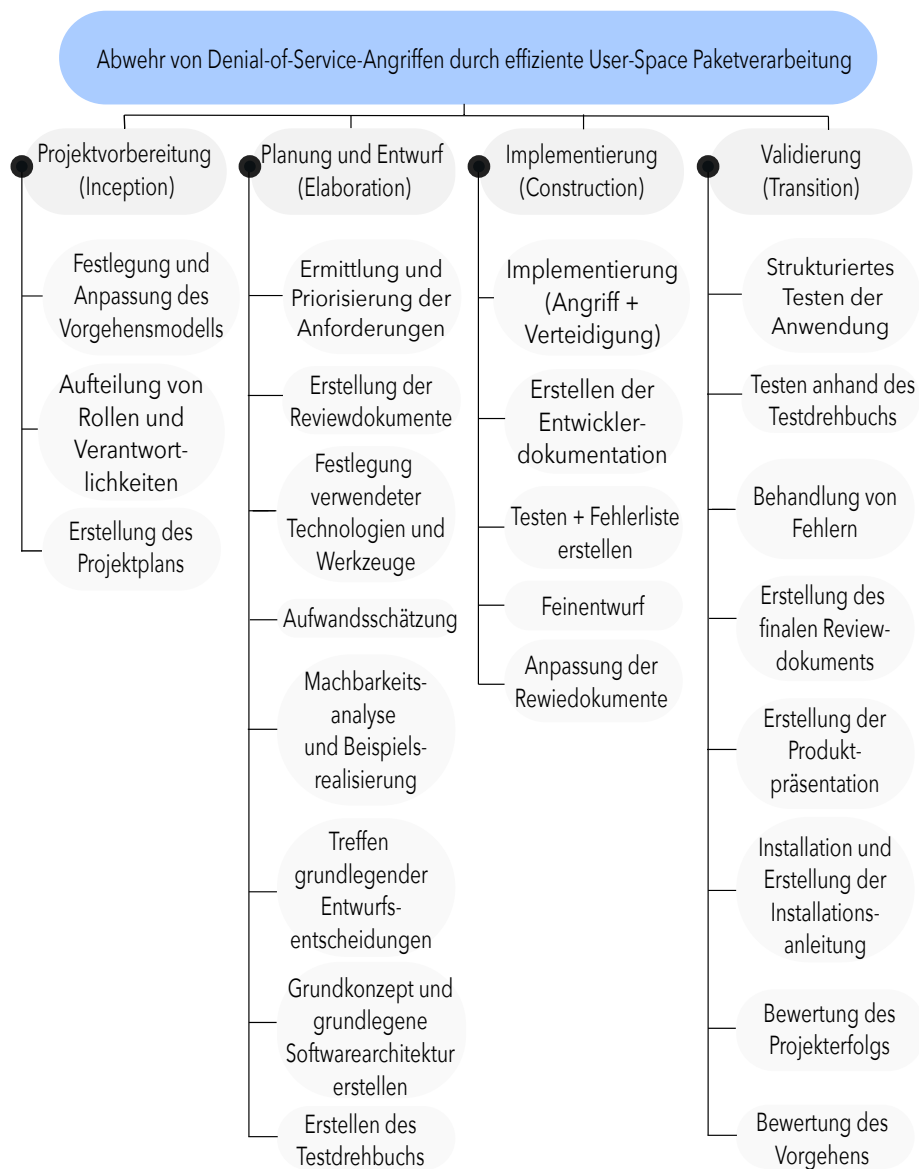 Abwehr von Denial-of-Service-Angriffen durch effiziente User-Space Paketverarbeitung
Projektvorbereitung
(Inception)
Festlegung und
Anpassung des
Vorgehensmodells
Aufteilung von
Rollen und
Verantwort-
lichkeiten
Erstellung des
Projektplans
Planung und Entwurf
(Elaboration)
Ermittlung und
Priorisierung der
Anforderungen
Erstellung der
Reviewdokumente
Festlegung
verwendeter
Technologien und
Werkzeuge
Aufwandsschätzung
Machbarkeits-
analyse
und Beispiels-
realisierung
Treffen
grundlegender
Entwurfs-
entscheidungen
Grundkonzept und
grundlegene
Softwarearchitektur
erstellen
Erstellen des
Testdrehbuchs
Implementierung
(Construction)
Implementierung
(Angriff +
Verteidigung)
Erstellen der
Entwickler-
dokumentation
Testen + Fehlerliste
erstellen
Feinentwurf
Anpassung der
Rewiedokumente
Validierung
(Transition)
Strukturiertes
Testen der
Anwendung
Testen anhand des
Testdrehbuchs
Behandlung von
Fehlern
Erstellung des
finalen Review-
dokuments
Erstellung der
Produkt-
präsentation
Installation und
Erstellung der
Installations-
anleitung
Bewertung des
Projekterfolgs
Bewertung des
Vorgehens